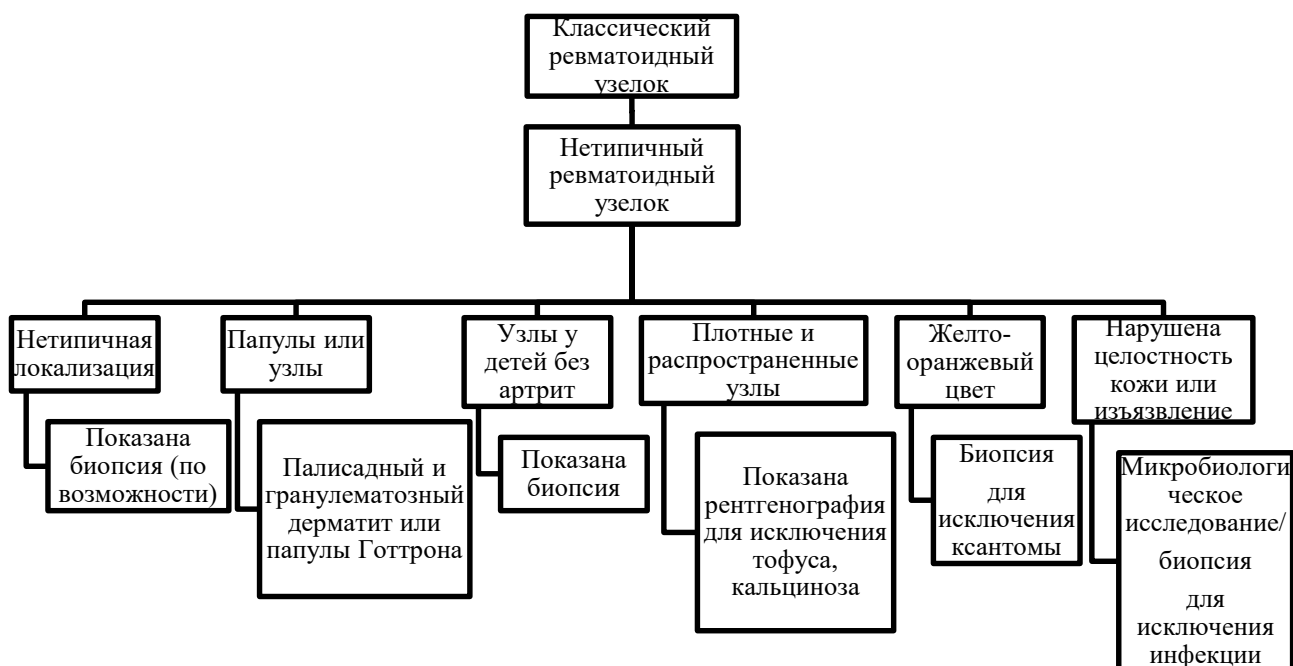 Классический
ревматоидный
узелок
Нетипичный
ревматоидный
узелок
Нетипичная
локализация
Показана
биопсия (по
возможности)
Папулы или
узлы
Палисадный и
гранулематозный
дерматит или
папулы Готтрона
Узлы у
детей без
артрит
Показана
биопсия
Плотные и
распространенные
узлы
Показана
рентгенография
для исключения
тофуса,
кальциноза
Желто-
оранжевый
цвет
Биопсия
для
исключения
ксантомы
Нарушена
целостность
кожи или
изъязвление
Микробиологи
ческое
исследование/
биопсия
для
исключения
инфекции